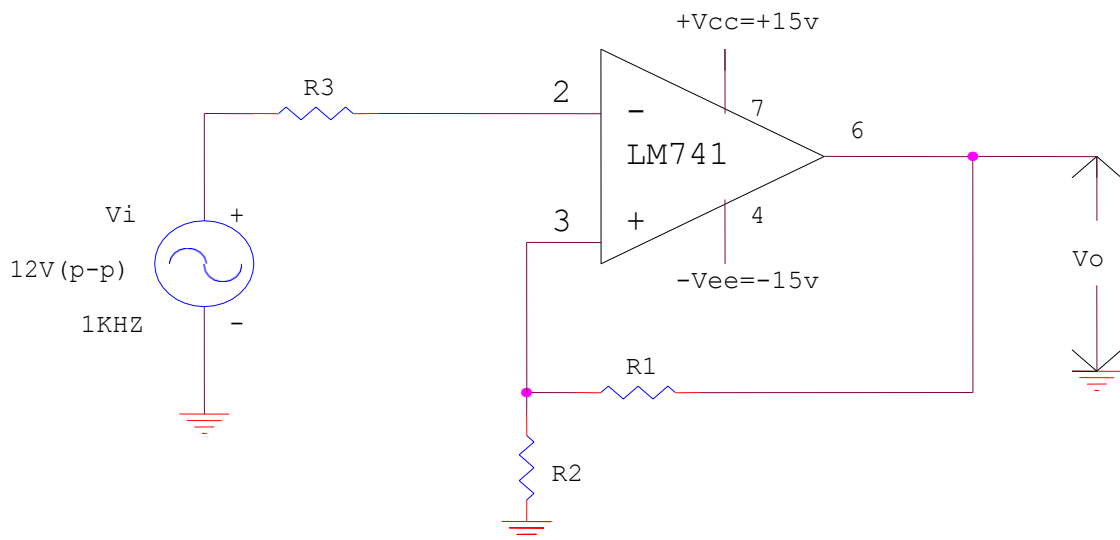 +Vcc=+15v
R3
2
-
7
6
LM741
Vi
+
3
+
4
12V(p-p)
Vo
-Vee=-15v
1KHZ
-
R1
R2